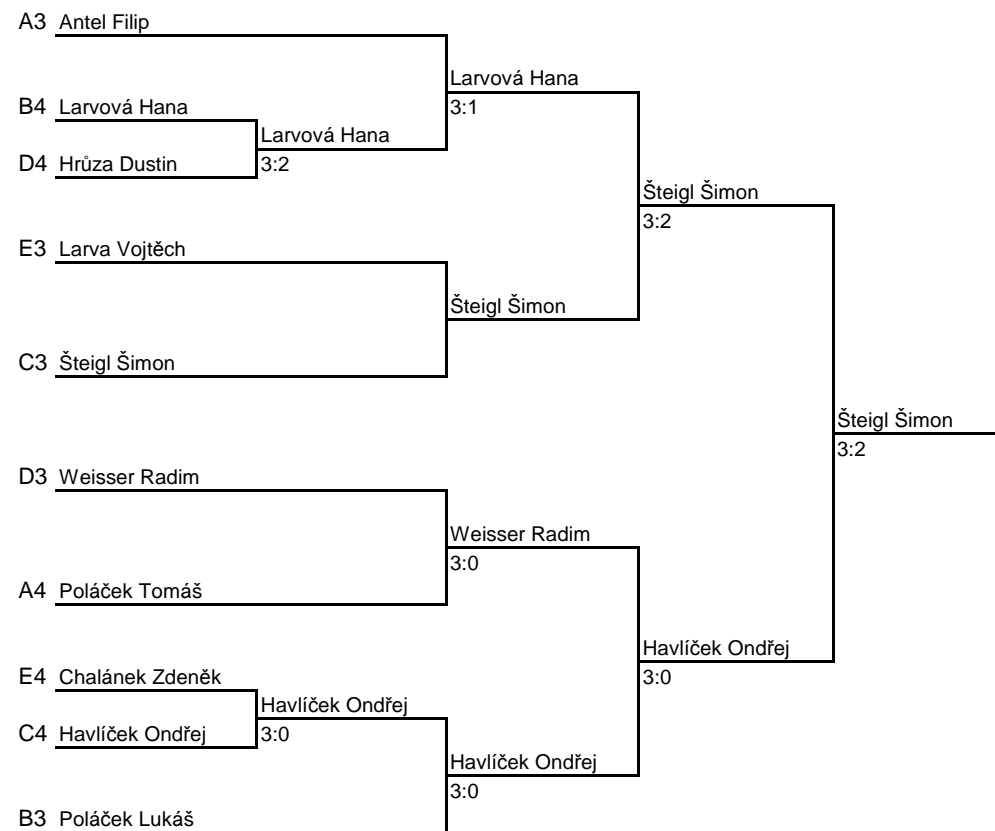 A3 Antel Filip
Larvová Hana
B4 Larvová Hana
3:1
Larvová Hana
D4 Hrůza Dustin
3:2
Šteigl Šimon
3:2
E3 Larva Vojtěch
Šteigl Šimon
C3 Šteigl Šimon
Šteigl Šimon
3:2
D3 Weisser Radim
Weisser Radim
3:0
A4 Poláček Tomáš
Havlíček Ondřej
3:0
E4 Chalánek Zdeněk
Havlíček Ondřej
C4 Havlíček Ondřej
3:0
Havlíček Ondřej
3:0
B3 Poláček Lukáš